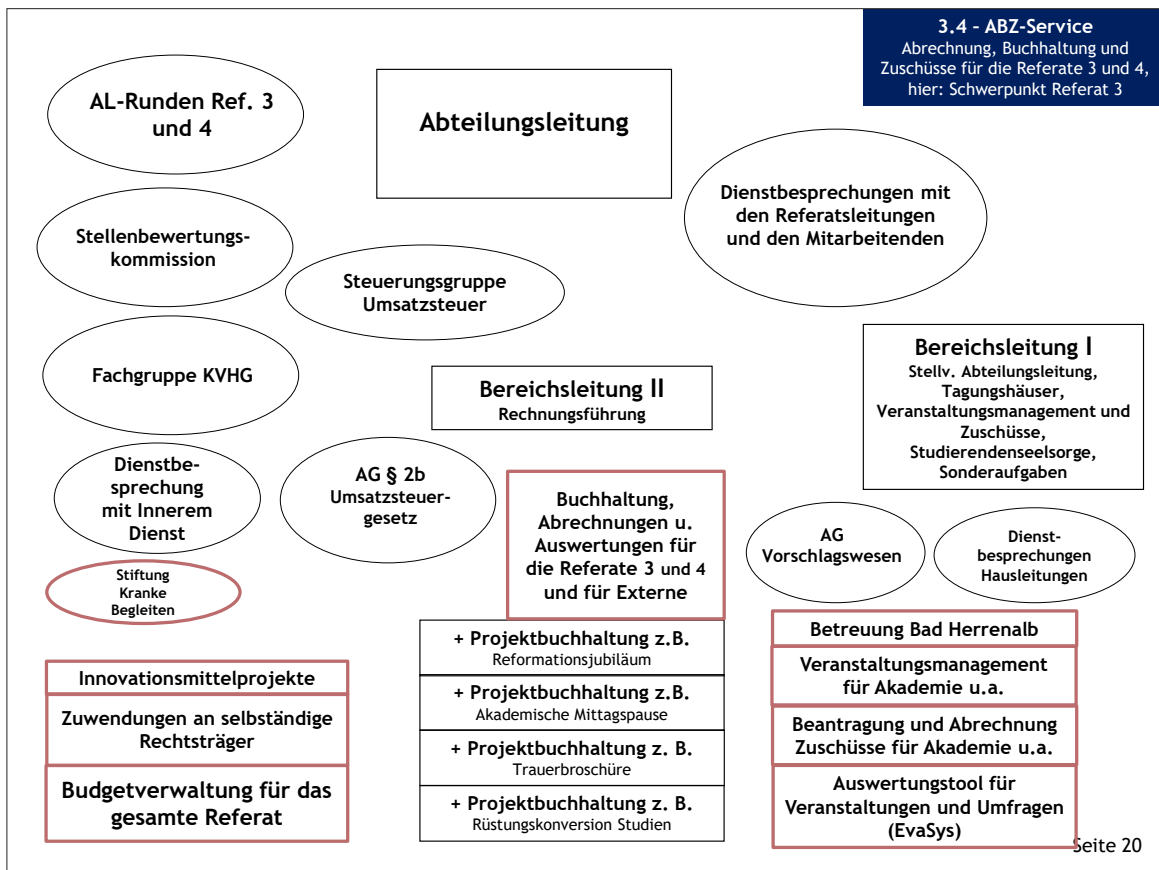 3.4 – ABZ-Service
Abrechnung, Buchhaltung und
Zuschüsse für die Referate 3 und 4,
hier: Schwerpunkt Referat 3
AL-Runden Ref. 3
und 4
Abteilungsleitung
Dienstbesprechungen mit
den Referatsleitungen
und den Mitarbeitenden
Stellenbewertungs-
kommission
Steuerungsgruppe
Umsatzsteuer
Fachgruppe KVHG
Bereichsleitung II
Rechnungsführung
Bereichsleitung I
Stellv. Abteilungsleitung,
Tagungshäuser,
Veranstaltungsmanagement und
Zuschüsse,
Studierendenseelsorge,
Sonderaufgaben
Dienstbe-
sprechung
mit Innerem
Dienst
AG § 2b
Umsatzsteuer-
gesetz
Buchhaltung,
Abrechnungen u.
Auswertungen für
die Referate 3 und 4
und für Externe
AG
Vorschlagswesen
Dienst-
besprechungen
Hausleitungen
Stiftung
Kranke
Begleiten
+ Projektbuchhaltung z.B.
Reformationsjubiläum
+ Projektbuchhaltung z.B.
Akademische Mittagspause
+ Projektbuchhaltung z. B.
Trauerbroschüre
+ Projektbuchhaltung z. B.
Rüstungskonversion Studien
Betreuung Bad Herrenalb
Veranstaltungsmanagement
für Akademie u.a.
Beantragung und Abrechnung
Zuschüsse für Akademie u.a.
Auswertungstool für
Veranstaltungen und Umfragen
(EvaSys)
Innovationsmittelprojekte
Zuwendungen an selbständige
Rechtsträger
Budgetverwaltung für das
gesamte Referat
Seite 20